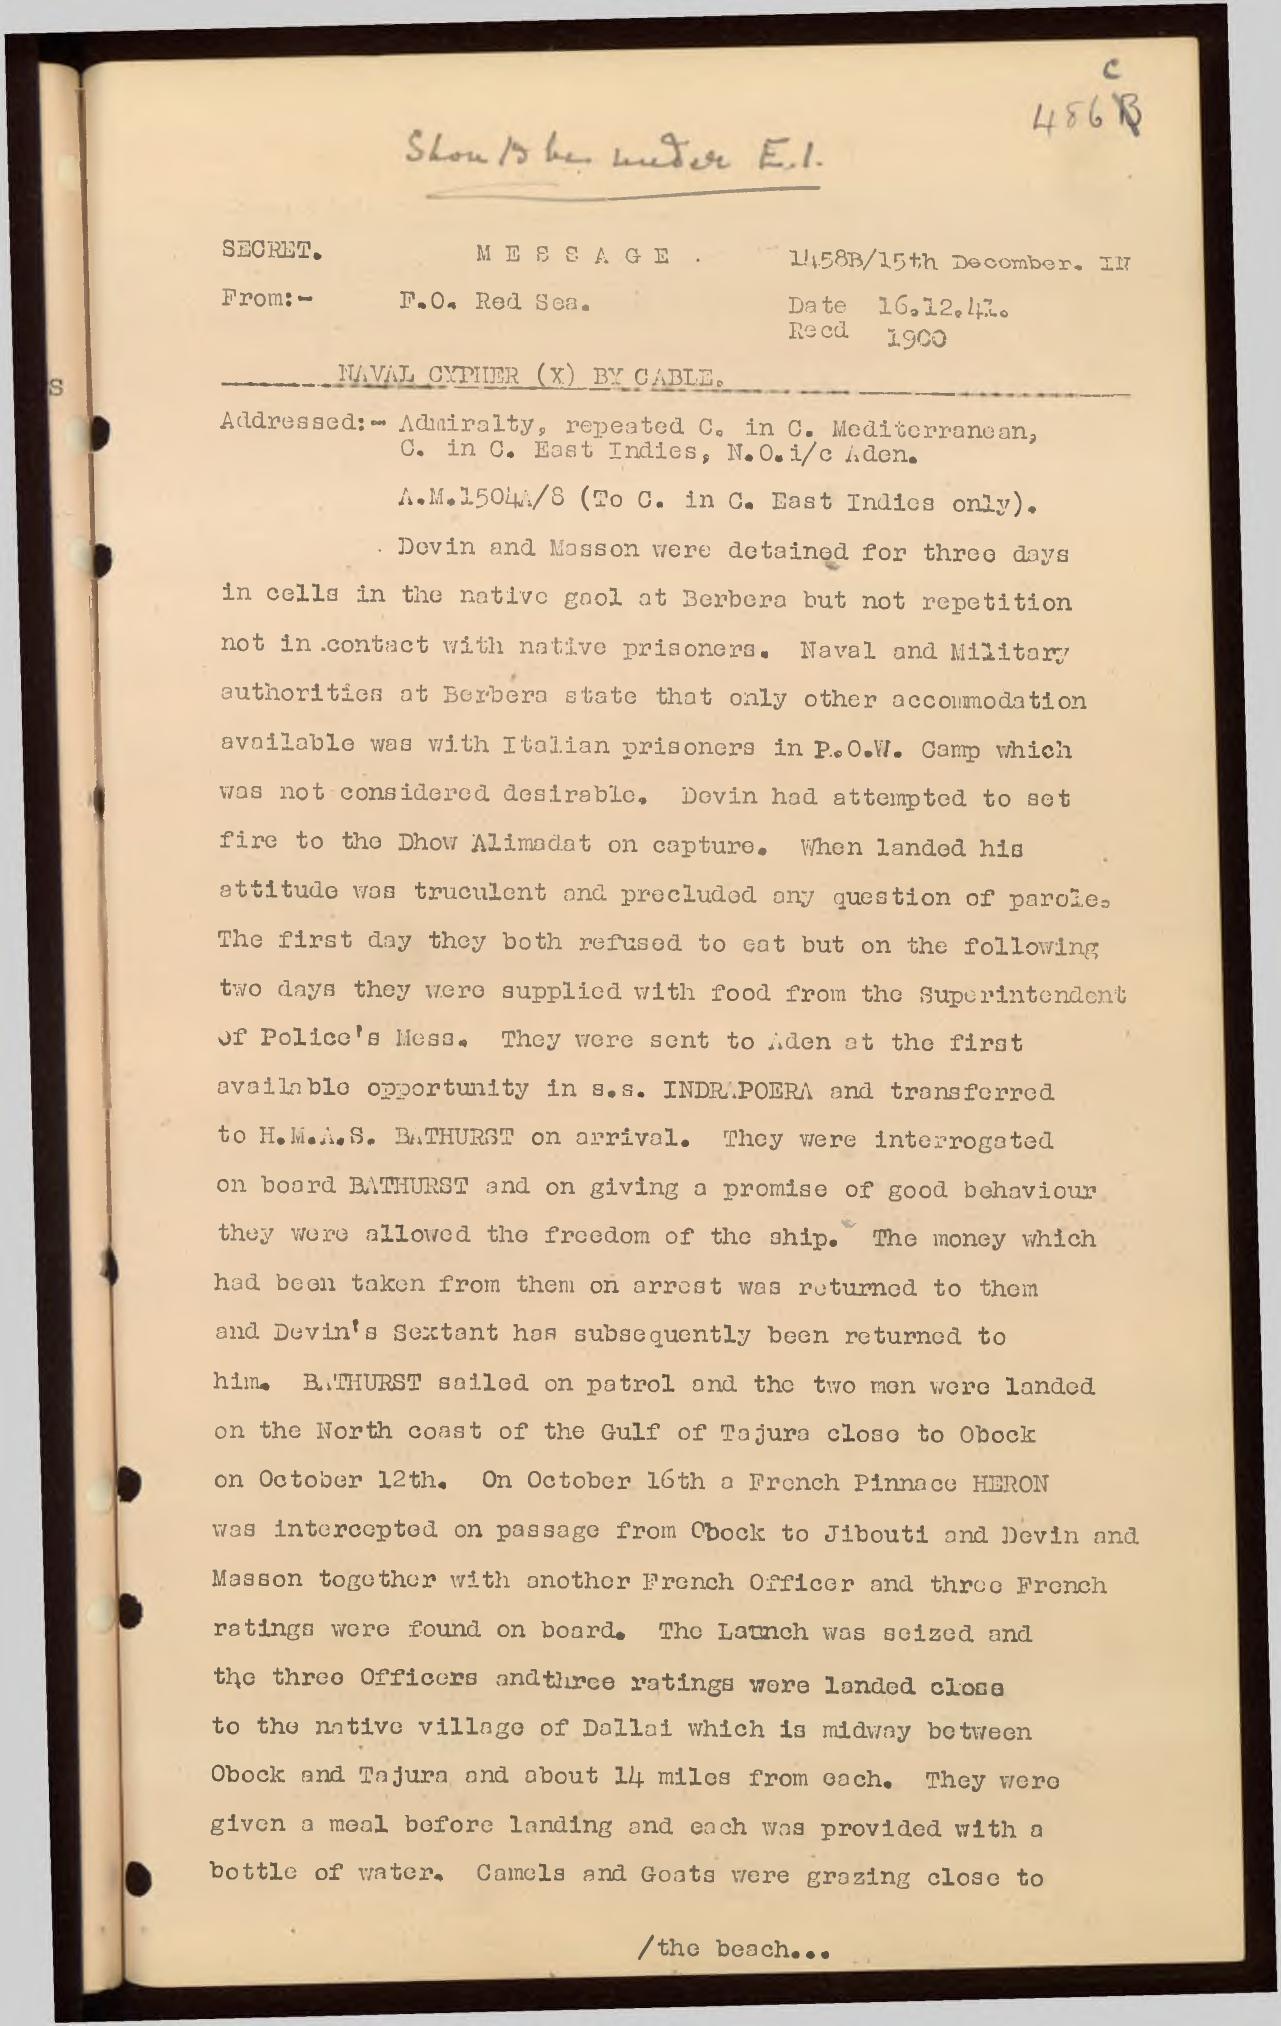 C
486B
Should be under E.I.
SECRET. M E S S A G E . 1458B/15th December. IN
From:- F.O. Red Sea. Date 16.12.41.
Recd 1900
NAVAL CYPHER (X) BY CABLE.
S
Addressed:- Admiralty, repeated C. in C. Mediterranean,
C. in C. East Indies, N.O.i/c Aden.
A.M.1504A/8 (To C. in C. East Indies only).
Devin and Masson were detained for three days
in cells in the native gaol at Berbera but not repetition
not in contact with native prisoners. Naval and Military
authorities at Berbera state that only other accommodation
available was with Italian prisoners in P.O.W. Camp which
was not considered desirable. Devin had attempted to set
fire to the Dhow Alimadat on capture. When landed his
attitude was truculent and precluded any question of parole.
The first day they both refused to eat but on the following
two days they were supplied with food from the Superintendent
of Police's Mess. They were sent to Aden at the first
available opportunity in s.s. INDRAPOERA and transferred
to H.M.A.S. BATHURST on arrival. They were interrogated
on board BATHURST and on giving a promise of good behaviour
they were allowed the freedom of the ship. The money which
had been taken from them on arrest was returned to them
and Devin's Sextant has subsequently been returned to
him. BATHURST sailed on patrol and the two men were landed
on the North coast of the Gulf of Tajura close to Obock
on October 12th. On October 16th a French Pinnace HERON
was intercepted on passage from Obock to Jibouti and Devin and
Masson together with another French Officer and three French
ratings were found on board. The Launch was seized and
the three Officers andthree ratings were landed close
to the native village of Dallai which is midway between
Obock and Tajura and about 14 miles from each. They were
given a meal before landing and each was provided with a
bottle of water. Camels and Goats were grazing close to
/the beach...